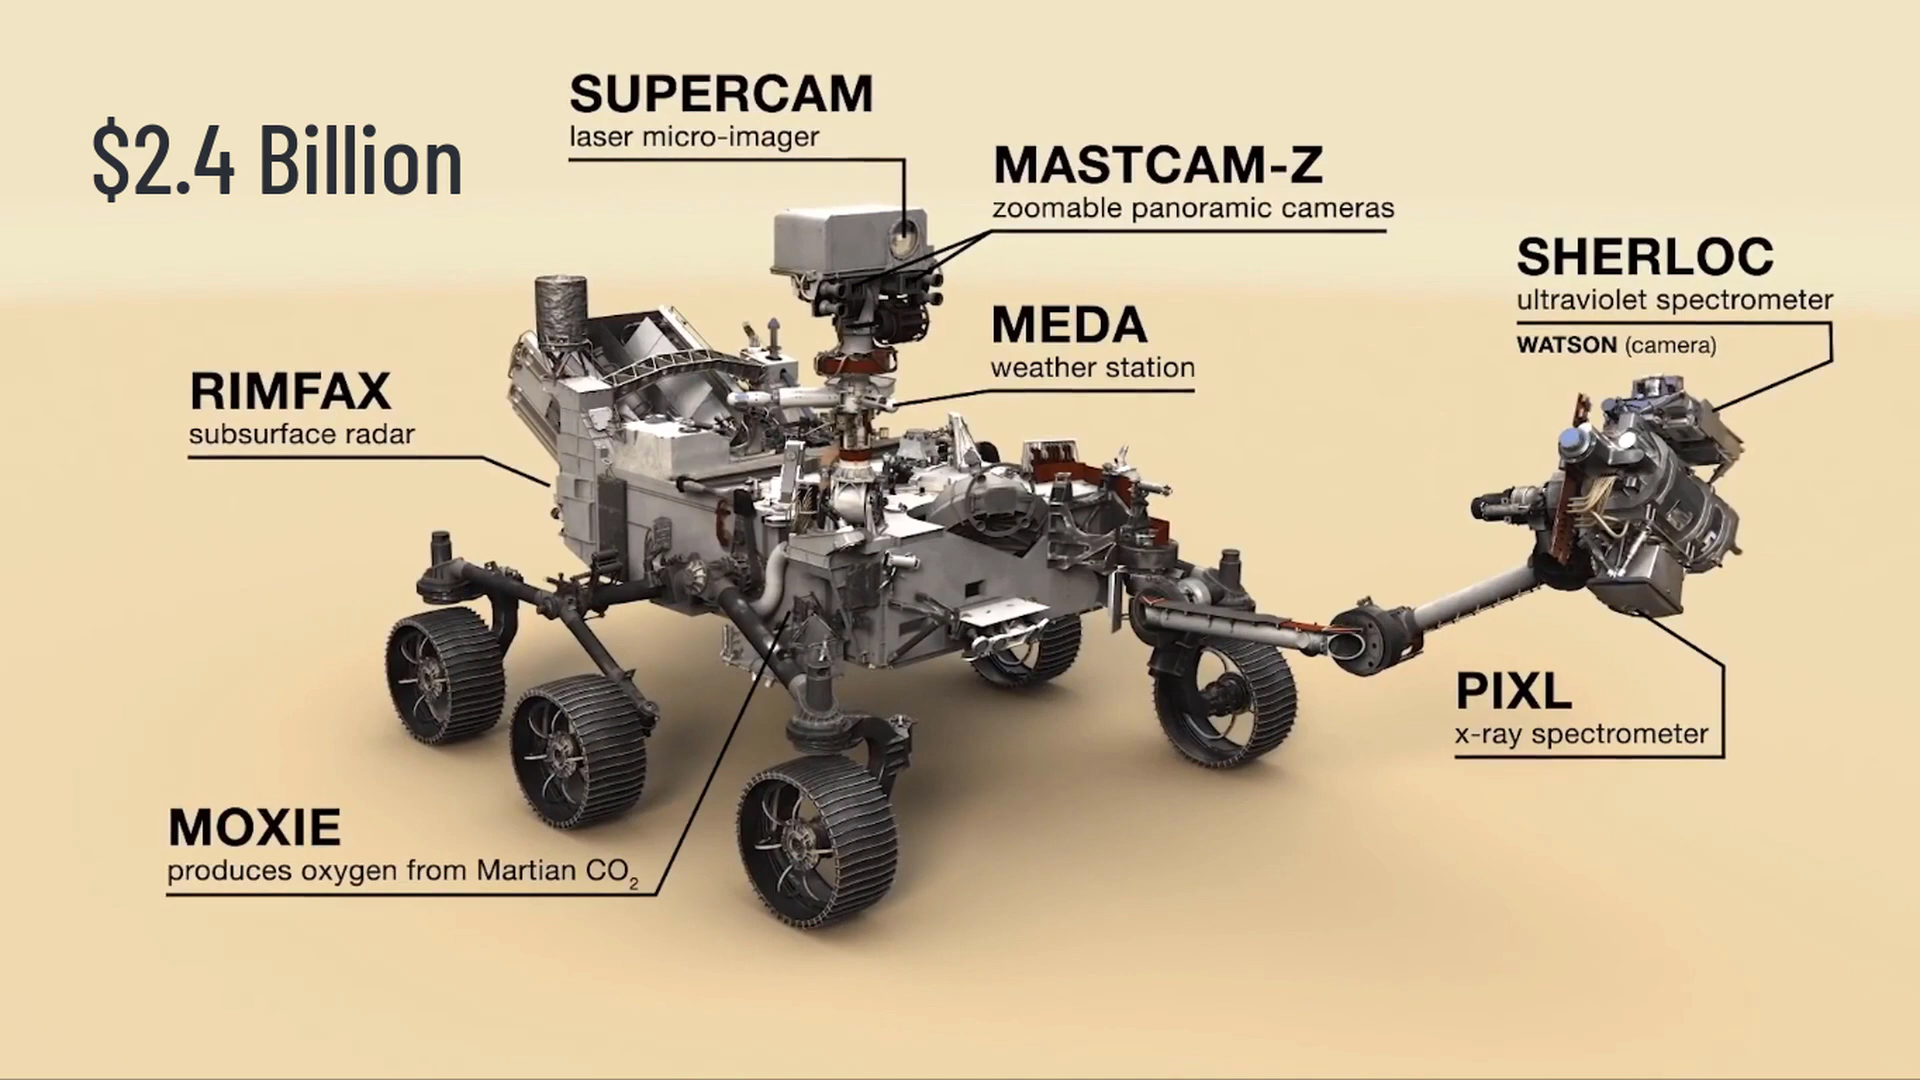 $2.4 Billion
SUPERCAM
laser micro-imager
MASTCAM-Z
zoomable panoramic cameras
SHERLOC
ultraviolet spectrometer
WATSON (camera)
MEDA
weather station
RIMFAX
subsurface radar
PIXL
x-ray spectrometer
MOXIE
produces oxygen from Martian CO₂